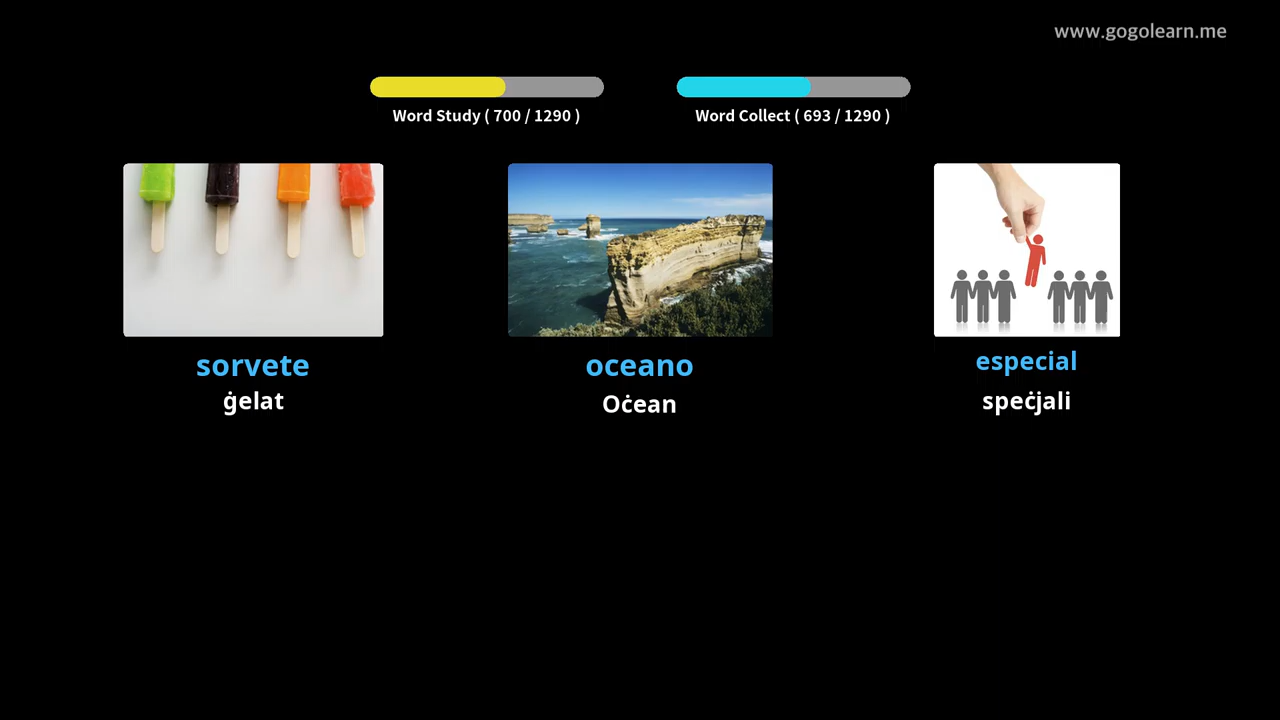 www.gogolearn.me
Word Study ( 700 / 1290 )
Word Collect ( 693 / 1290 )
sorvete
oceano
especial
ġelat
Oċean
speċjali